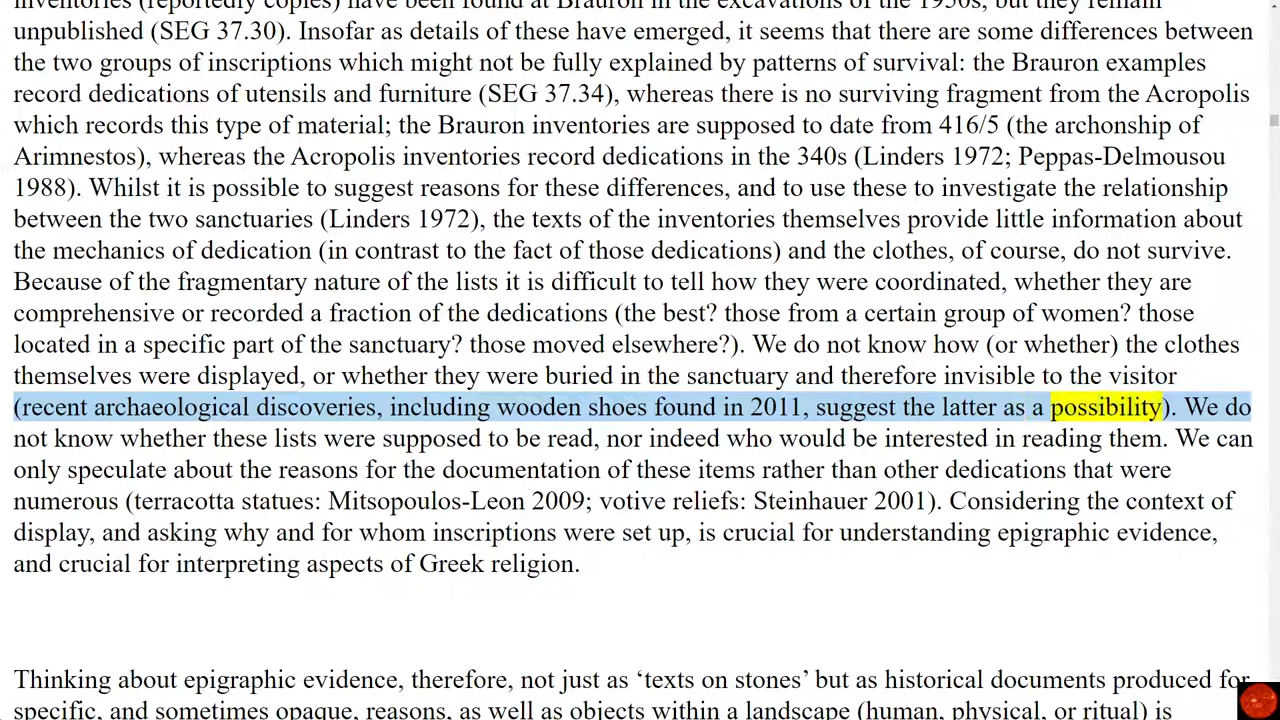 inventories (reportedly copies) have been found at Brauron in the excavations of the 1950s, but they remain
unpublished (SEG 37.30). Insofar as details of these have emerged, it seems that there are some differences between
the two groups of inscriptions which might not be fully explained by patterns of survival: the Brauron examples
record dedications of utensils and furniture (SEG 37.34), whereas there is no surviving fragment from the Acropolis
which records this type of material; the Brauron inventories are supposed to date from 416/5 (the archonship of
Arimnestos), whereas the Acropolis inventories record dedications in the 340s (Linders 1972; Peppas-Delmousou
1988). Whilst it is possible to suggest reasons for these differences, and to use these to investigate the relationship
between the two sanctuaries (Linders 1972), the texts of the inventories themselves provide little information about
the mechanics of dedication (in contrast to the fact of those dedications) and the clothes, of course, do not survive.
Because of the fragmentary nature of the lists it is difficult to tell how they were coordinated, whether they are
comprehensive or recorded a fraction of the dedications (the best? those from a certain group of women? those
located in a specific part of the sanctuary? those moved elsewhere?). We do not know how (or whether) the clothes
themselves were displayed, or whether they were buried in the sanctuary and therefore invisible to the visitor
(recent archaeological discoveries, including wooden shoes found in 2011, suggest the latter as a possibility). We do
not know whether these lists were supposed to be read, nor indeed who would be interested in reading them. We can
only speculate about the reasons for the documentation of these items rather than other dedications that were
numerous (terracotta statues: Mitsopoulos-Leon 2009; votive reliefs: Steinhauer 2001). Considering the context of
display, and asking why and for whom inscriptions were set up, is crucial for understanding epigraphic evidence,
and crucial for interpreting aspects of Greek religion.
Thinking about epigraphic evidence, therefore, not just as ‘texts on stones’ but as historical documents produced for
specific, and sometimes opaque, reasons, as well as objects within a landscape (human, physical, or ritual) is